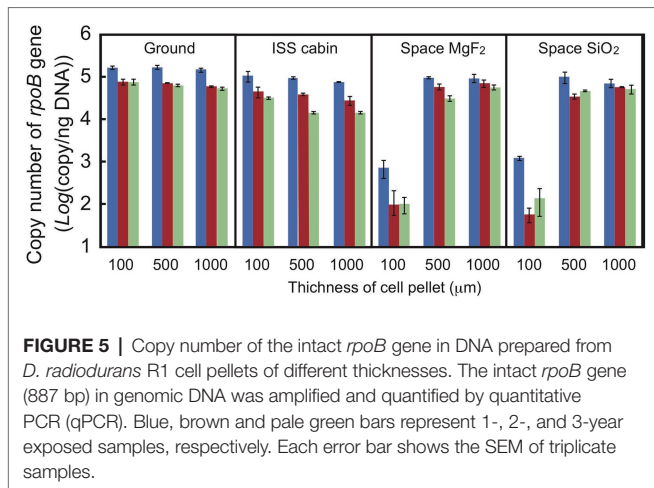 Copy number of rpoB gene
(Log(copy/ng DNA))
6
5
4
3
2
1
Ground
ISS cabin
Space MgF₂
Space SiO₂
100 500 1000 100 500 1000 100 500 1000 100 500 1000
Thichness of cell pellet (μm)
FIGURE 5 | Copy number of the intact rpoB gene in DNA prepared from
D. radiodurans R1 cell pellets of different thicknesses. The intact rpoB gene
(887 bp) in genomic DNA was amplified and quantified by quantitative
PCR (qPCR). Blue, brown and pale green bars represent 1-, 2-, and 3-year
exposed samples, respectively. Each error bar shows the SEM of triplicate
samples.